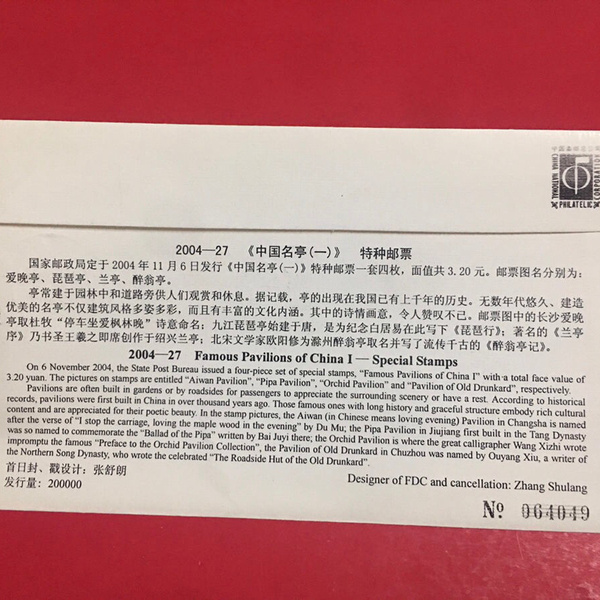 中国集邮总公司
CHINA NATIONAL
PHILATELIC
CORPORATION
2004—27 《中国名亭(一)》 特种邮票
国家邮政局定于2004年11月6日发行《中国名亭(一)》特种邮票一套四枚，面值共3.20元。邮票图名分别为：
爱晚亭、琵琶亭、兰亭、醉翁亭。
亭常建于园林中和道路旁供人们观赏和休息。据记载，亭的出现在我国已有上千年的历史。无数年代悠久、建造
优美的名亭不仅建筑风格多姿多彩，而且有丰富的文化内涵。其中的诗情画意，令人赞叹不已。邮票图中的长沙爱晚
亭取杜牧“停车坐爱枫林晚”诗意命名；九江琵琶亭始建于唐，是为纪念白居易在此写下《琵琶行》；著名的《兰亭
序》乃书圣王羲之即席创作于绍兴兰亭；北宋文学家欧阳修为滁州醉翁亭取名并写了流传千古的《醉翁亭记》。
2004—27 Famous Pavilions of China I — Special Stamps
On 6 November 2004, the State Post Bureau issued a four-piece set of special stamps, “Famous Pavilions of China I” with a total face value of
3.20 yuan. The pictures on stamps are entitled “Aiwan Pavilion”, “Pipa Pavilion”, “Orchid Pavilion” and “Pavilion of Old Drunkard”, respectively.
Pavilions are often built in gardens or by roadsides for passengers to appreciate the surrounding scenery or have a rest. According to historical
records, pavilions were first built in China in over thousand years ago. Those famous ones with long history and graceful structure embody rich cultural
content and are appreciated for their poetic beauty. In the stamp pictures, the Aiwan (in Chinese means loving evening) Pavilion in Changsha is named
after the verse of “I stop the carriage, loving the maple wood in the evening” by Du Mu; the Pipa Pavilion in Jiujiang first built in the Tang Dynasty
was so named to commemorate the “Ballad of the Pipa” written by Bai Juyi there; the Orchid Pavilion is where the great calligrapher Wang Xizhi wrote
impromptu the famous “Preface to the Orchid Pavilion Collection”, the Pavilion of Old Drunkard in Chuzhou was named by Ouyang Xiu, a writer of
the Northern Song Dynasty, who wrote the celebrated “The Roadside Hut of the Old Drunkard”.
首日封、戳设计：张舒朗
发行量：200000
Designer of FDC and cancellation: Zhang Shulang
№ 064049